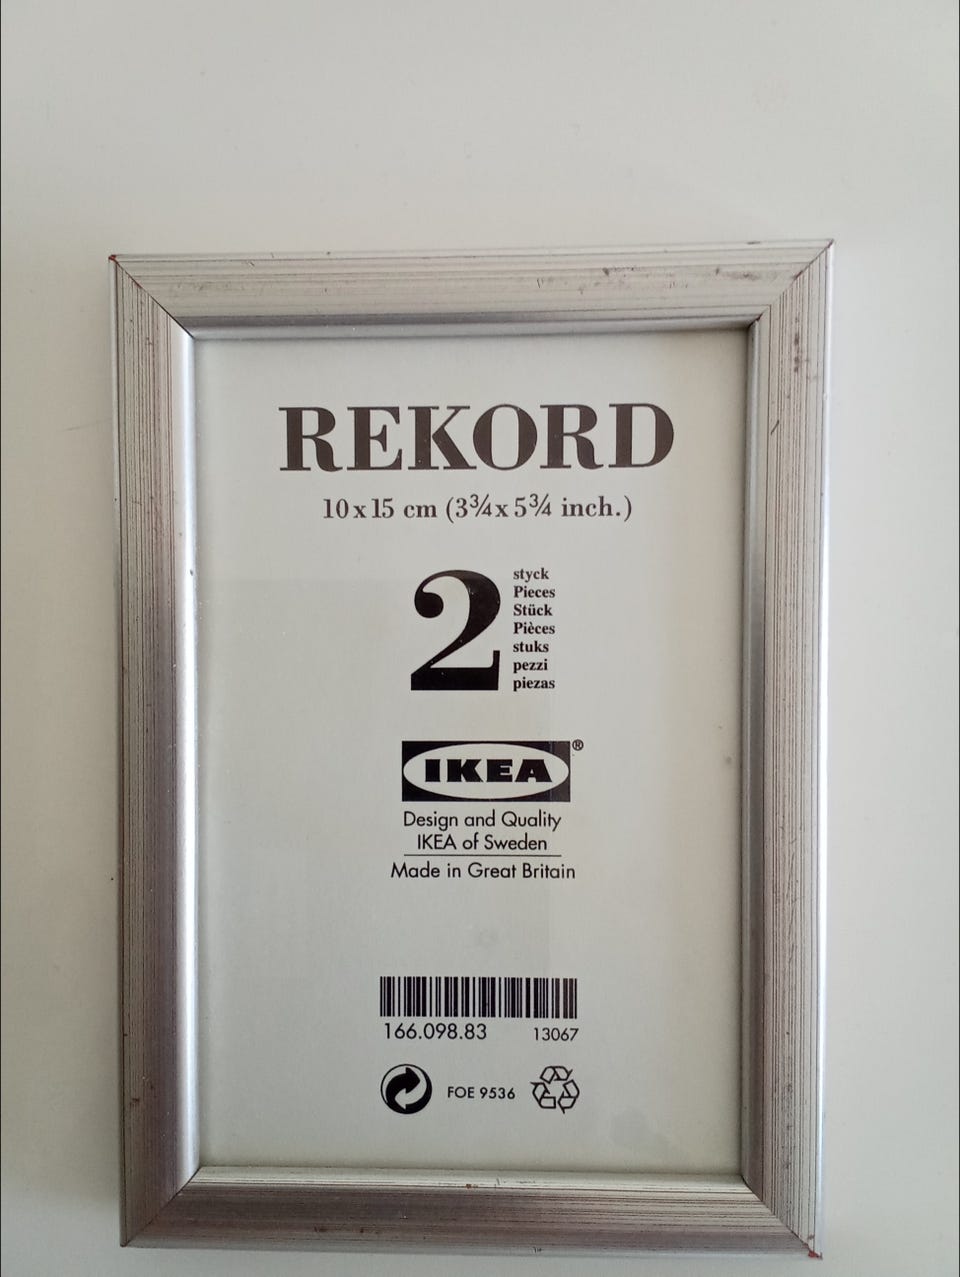 REKORD
10 x 15 cm (3¾ x 5¾ inch.)
2
styck
Pieces
Stück
Pièces
stuks
pezzi
piezas
IKEA®
Design and Quality
IKEA of Sweden
Made in Great Britain
166.098.83 13067
FOE 9536